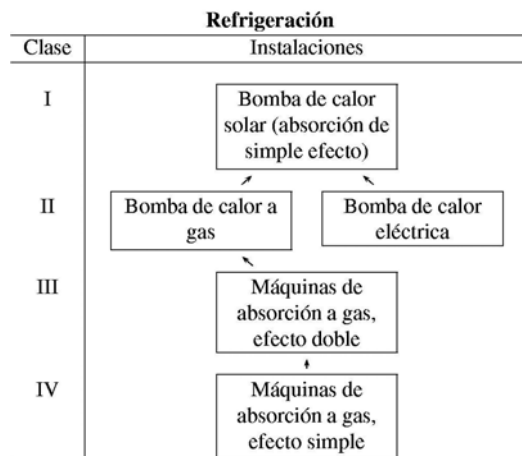 Refrigeración
Clase Instalaciones
I
Bomba de calor
solar (absorción de
simple efecto)
II
Bomba de calor a
gas
Bomba de calor
eléctrica
III
Máquinas de
absorción a gas,
efecto doble
IV
Máquinas de
absorción a gas,
efecto simple